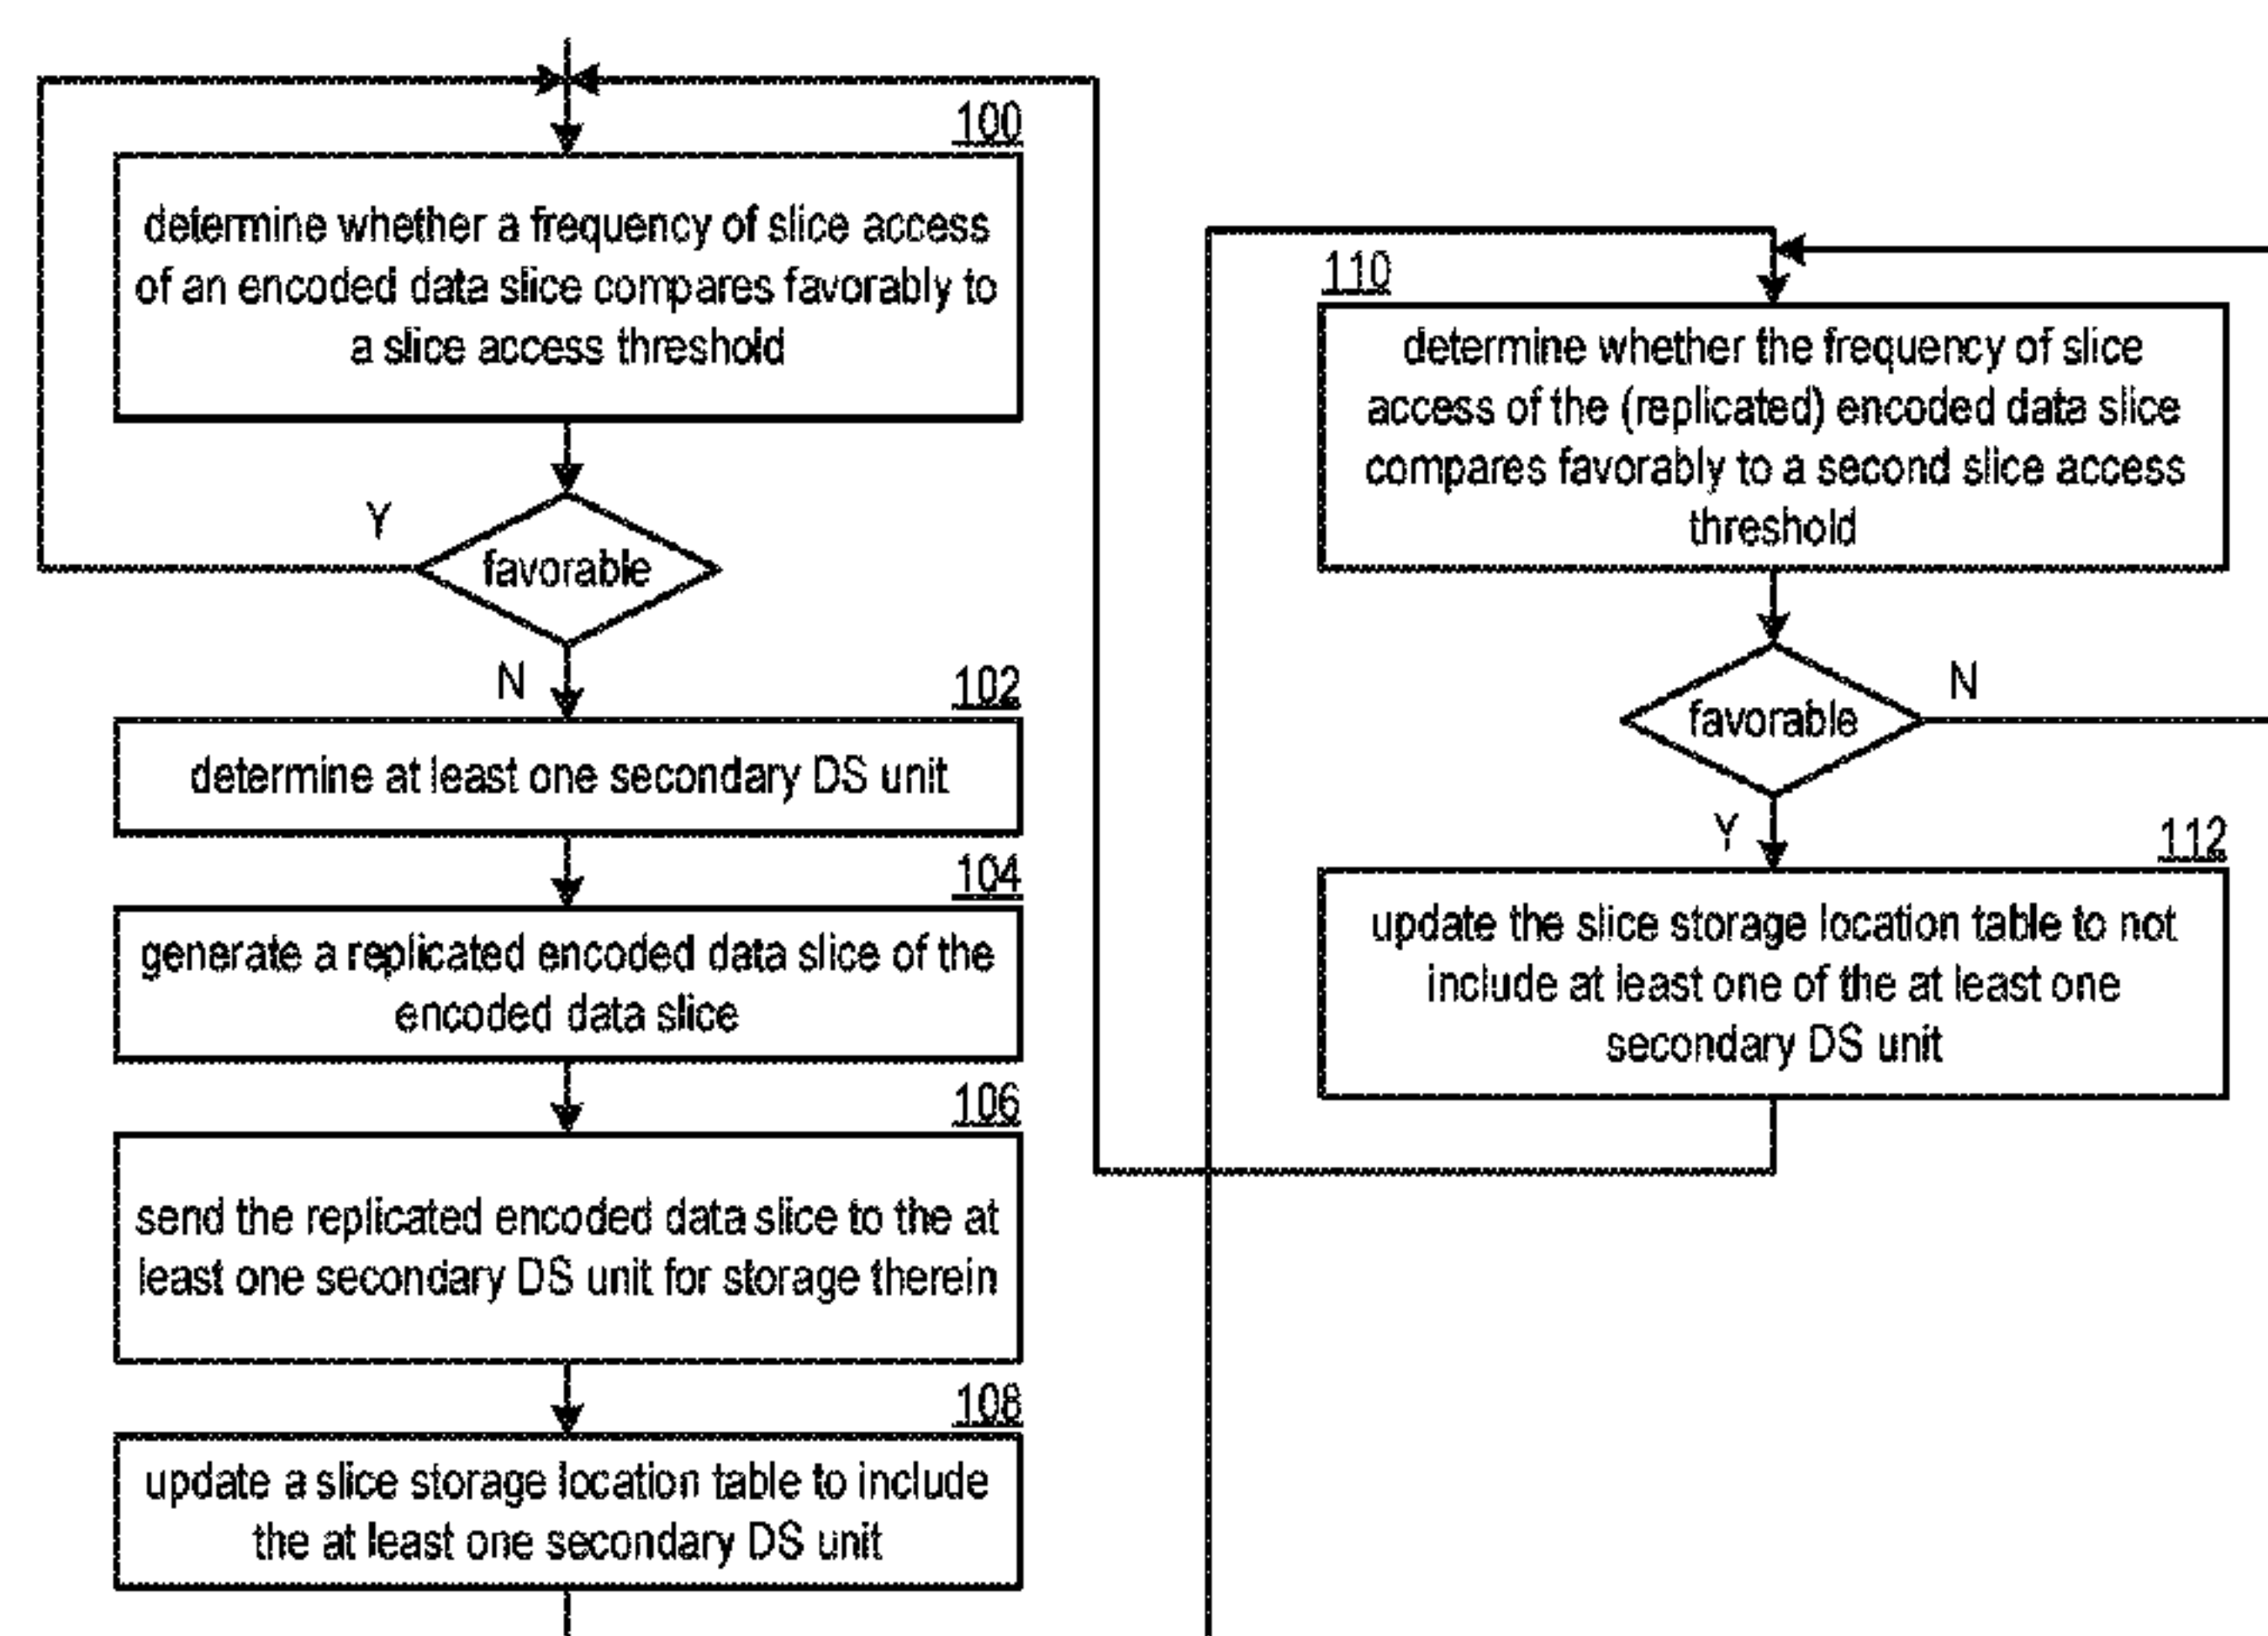 100
determine whether a frequency of slice access
of an encoded data slice compares favorably to
a slice access threshold
Y
favorable
N
102
determine at least one secondary DS unit
104
generate a replicated encoded data slice of the
encoded data slice
106
send the replicated encoded data slice to the at
least one secondary DS unit for storage therein
108
update a slice storage location table to include
the at least one secondary DS unit
110
determine whether the frequency of slice
access of the (replicated) encoded data slice
compares favorably to a second slice access
threshold
favorable
N
Y
112
update the slice storage location table to not
include at least one of the at least one
secondary DS unit